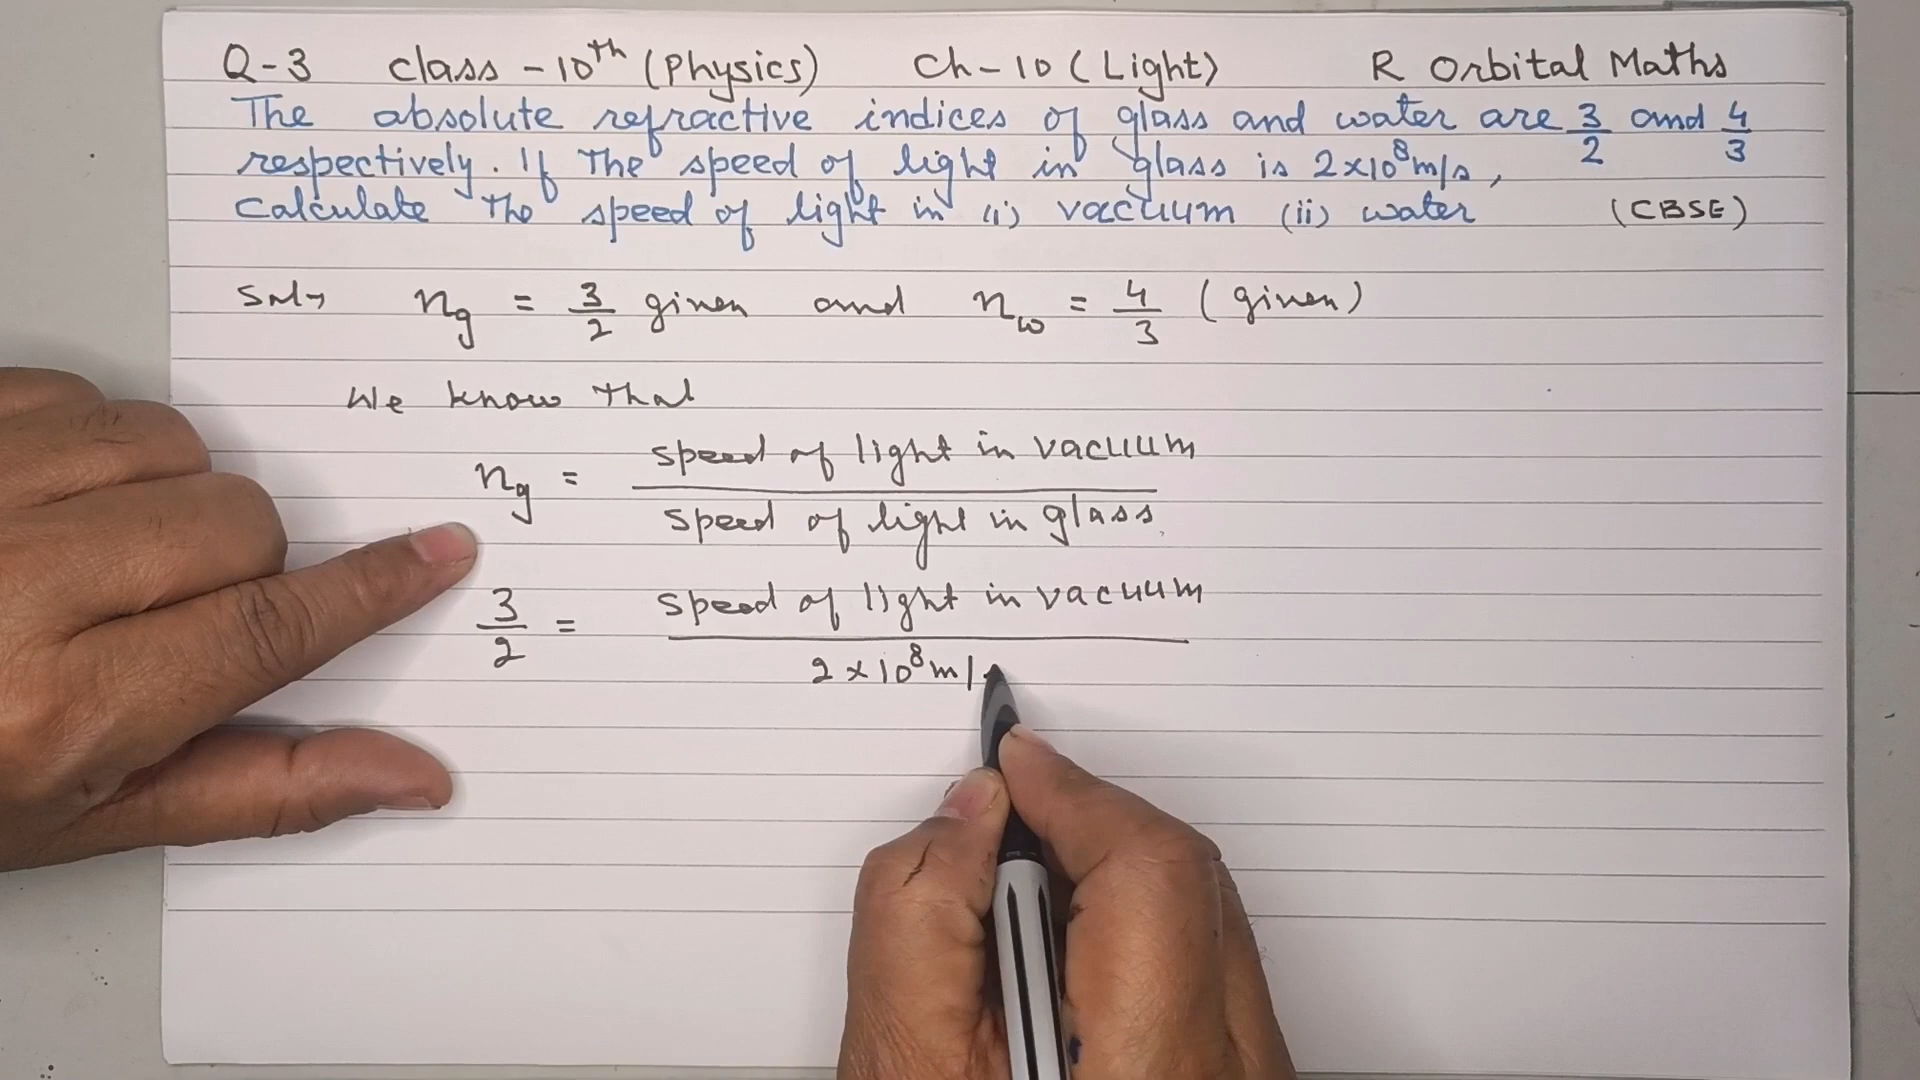 Q-3 class-10th (Physics) Ch-10 (Light) R Orbital Maths
The absolute refractive indices of glass and water are 3/2 and 4/3
respectively. If The speed of light in glass is 2×10⁸m/s,
Calculate the speed of light in (i) vacuum (ii) water (CBSE)
Sol→ ng = 3/2 given and nw = 4/3 (given)
We know that
ng = speed of light in vacuum / speed of light in glass.
3/2 = speed of light in vacuum / 2×10⁸m/